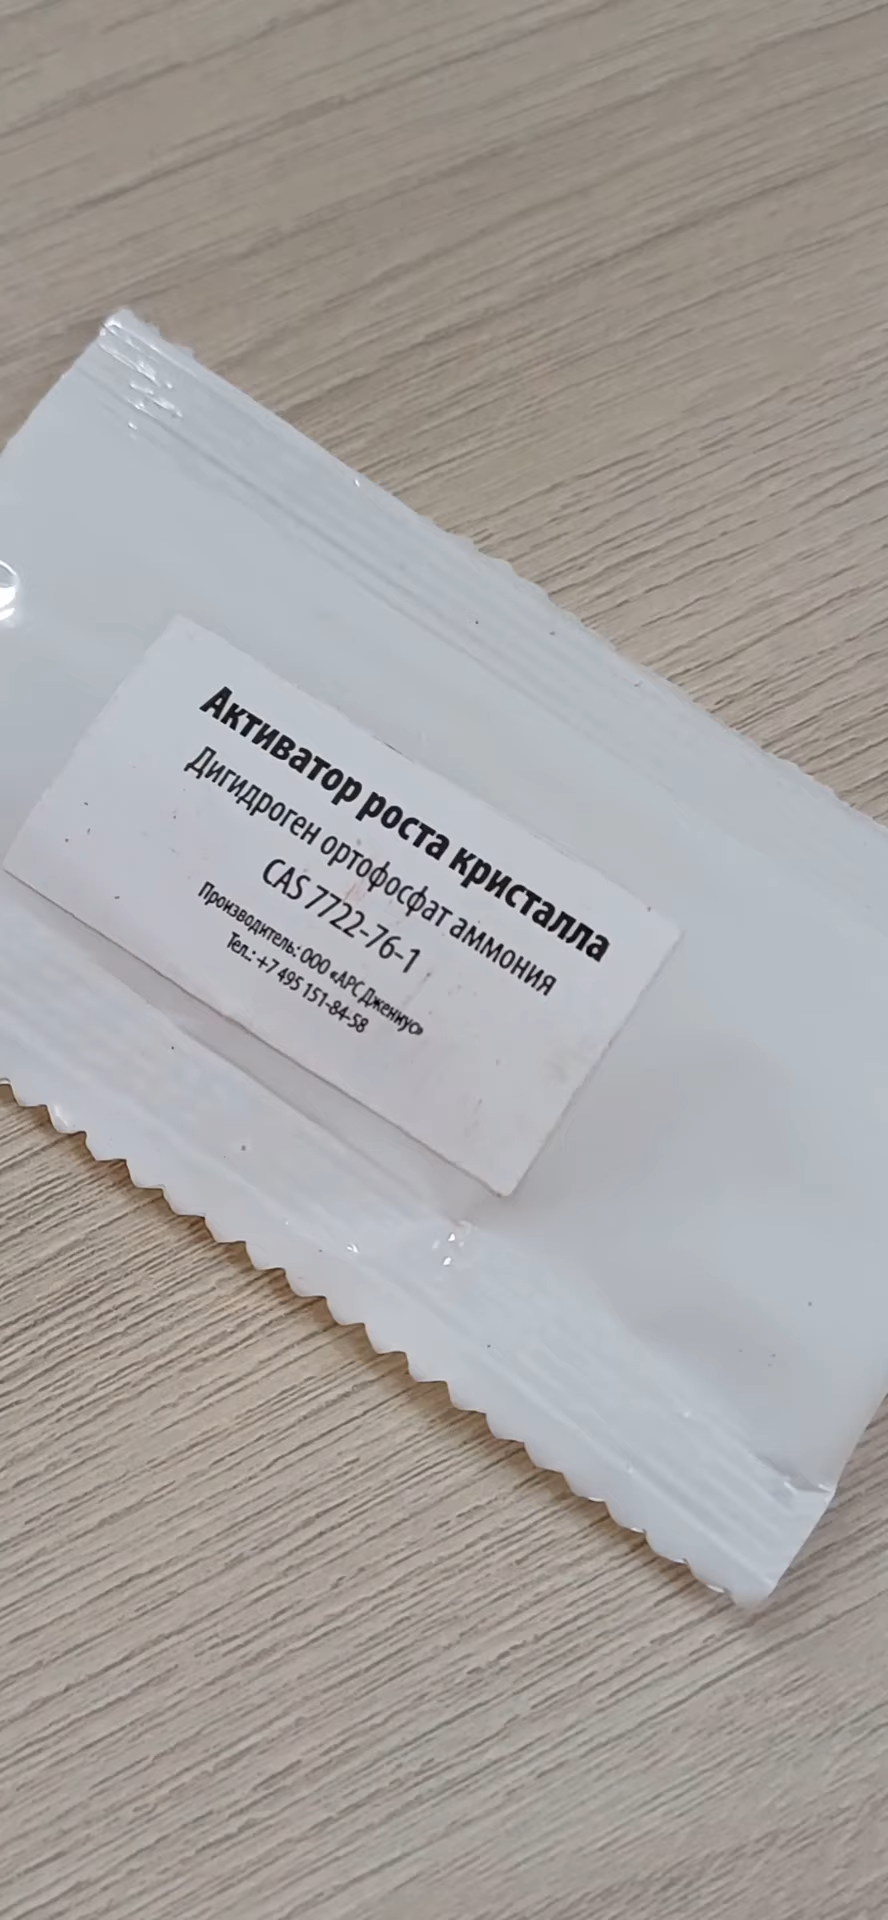 Активатор роста кристалла
Дигидроген ортофосфат аммония
CAS 7722-76-1
Производитель: ООО «АРС Джениус»
Тел.: +7 495 151-84-58